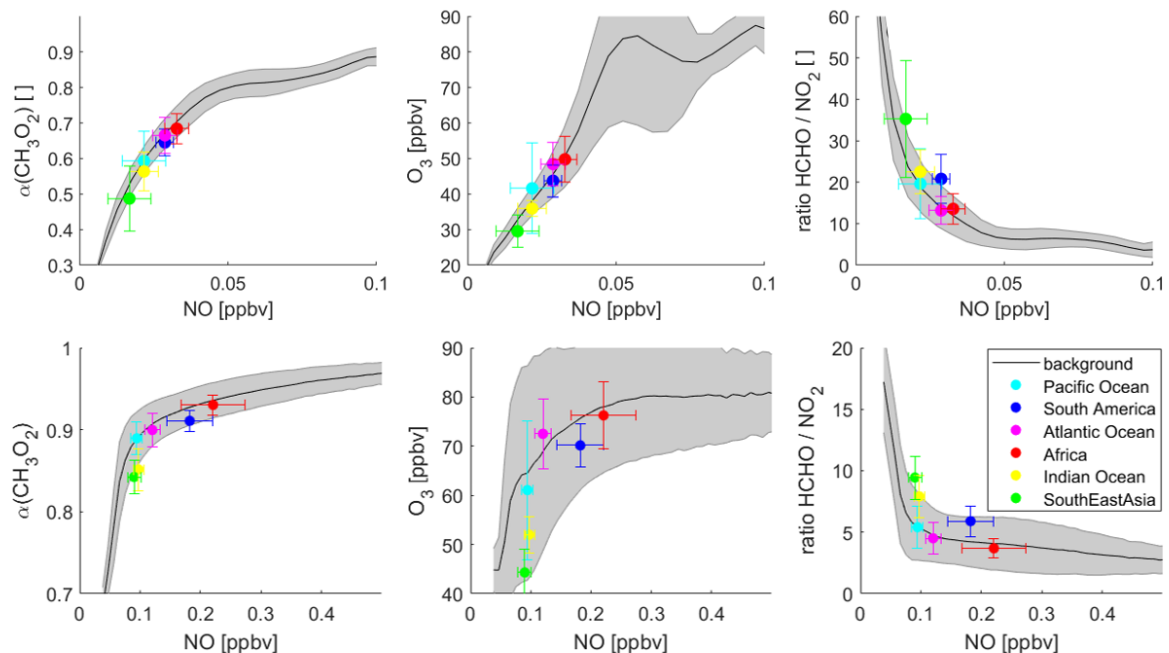 0.9
0.8
0.7
0.6
0.5
0.4
0.3
α(CH3O2) [ ]
0 0.05 0.1
NO [ppbv]
90
80
70
60
50
40
30
20
O3 [ppbv]
0 0.05 0.1
NO [ppbv]
60
50
40
30
20
10
0
ratio HCHO / NO2 [ ]
0 0.05 0.1
NO [ppbv]
1
0.9
0.8
0.7
α(CH3O2)
0 0.1 0.2 0.3 0.4
NO [ppbv]
90
80
70
60
50
40
O3 [ppbv]
0 0.1 0.2 0.3 0.4
NO [ppbv]
20
15
10
5
0
ratio HCHO / NO2
0 0.1 0.2 0.3 0.4
NO [ppbv]
background
Pacific Ocean
South America
Atlantic Ocean
Africa
Indian Ocean
SouthEastAsia